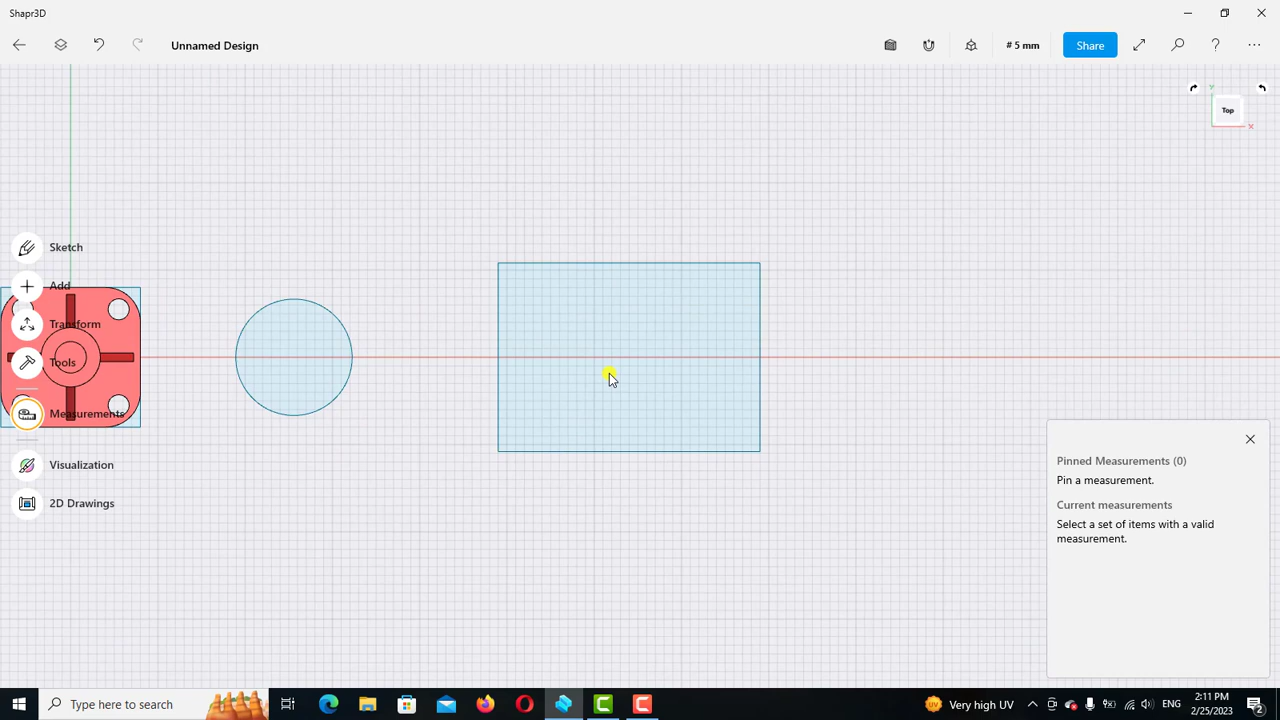 Shapr3D
Unnamed Design
# 5 mm
Share
Top
Y
X
Sketch
Add
Transform
Tools
Measurements
Visualization
2D Drawings
Pinned Measurements (0)
Pin a measurement.
Current measurements
Select a set of items with a valid
measurement.
Type here to search
UV
Very high UV
ENG
2:11 PM
2/25/2023
2